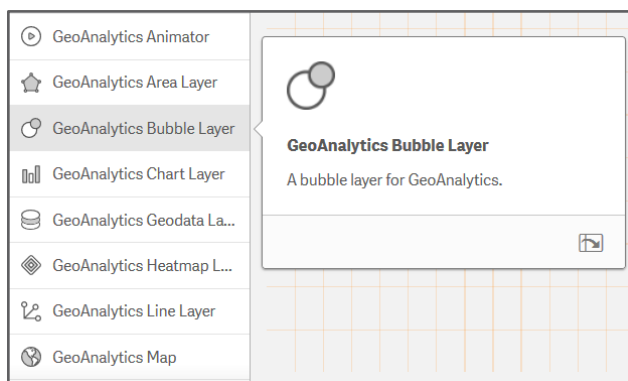 GeoAnalytics Animator
GeoAnalytics Area Layer
GeoAnalytics Bubble Layer
GeoAnalytics Chart Layer
GeoAnalytics Geodata La...
GeoAnalytics Heatmap L...
GeoAnalytics Line Layer
GeoAnalytics Map
GeoAnalytics Bubble Layer
A bubble layer for GeoAnalytics.